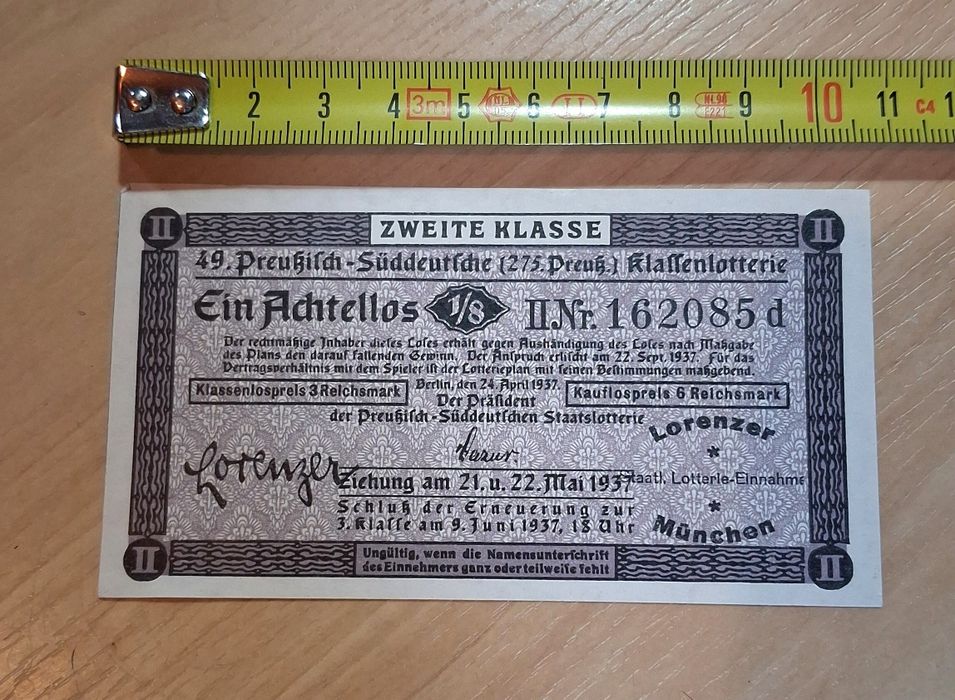 2 3 4 3m 5 6 II 7 8 9 10 11 C4 1
II ZWEITE KLASSE II
49. Preußisch-Süddeutsche (275. Preuß.) Klassenlotterie
Ein Achtellos 1/8 II.Nr. 162085 d
Der rechtmäßige Inhaber dieses Loses erhält gegen Aushändigung des Loses nach Maßgabe
des Plans den darauf fallenden Gewinn. Der Anspruch erlischt am 22. Sept. 1937. Für das
Vertragsverhältnis mit dem Spieler ist der Lotterieplan mit seinen Bestimmungen maßgebend.
Klassenlospreis 3 Reichsmark
Berlin, den 24. April 1937.
Kauflospreis 6 Reichsmark
Der Präsident
der Preußisch-Süddeutschen Staatslotterie
Lorenzer
*
Staatl. Lotterie-Einnahme
*
München
Lorenzer
Ziehung am 21. u. 22. Mai 1937
Schluß der Erneuerung zur
3. Klasse am 9. Juni 1937, 18 Uhr
II Ungültig, wenn die Namensunterschrift II
des Einnehmers ganz oder teilweise fehlt